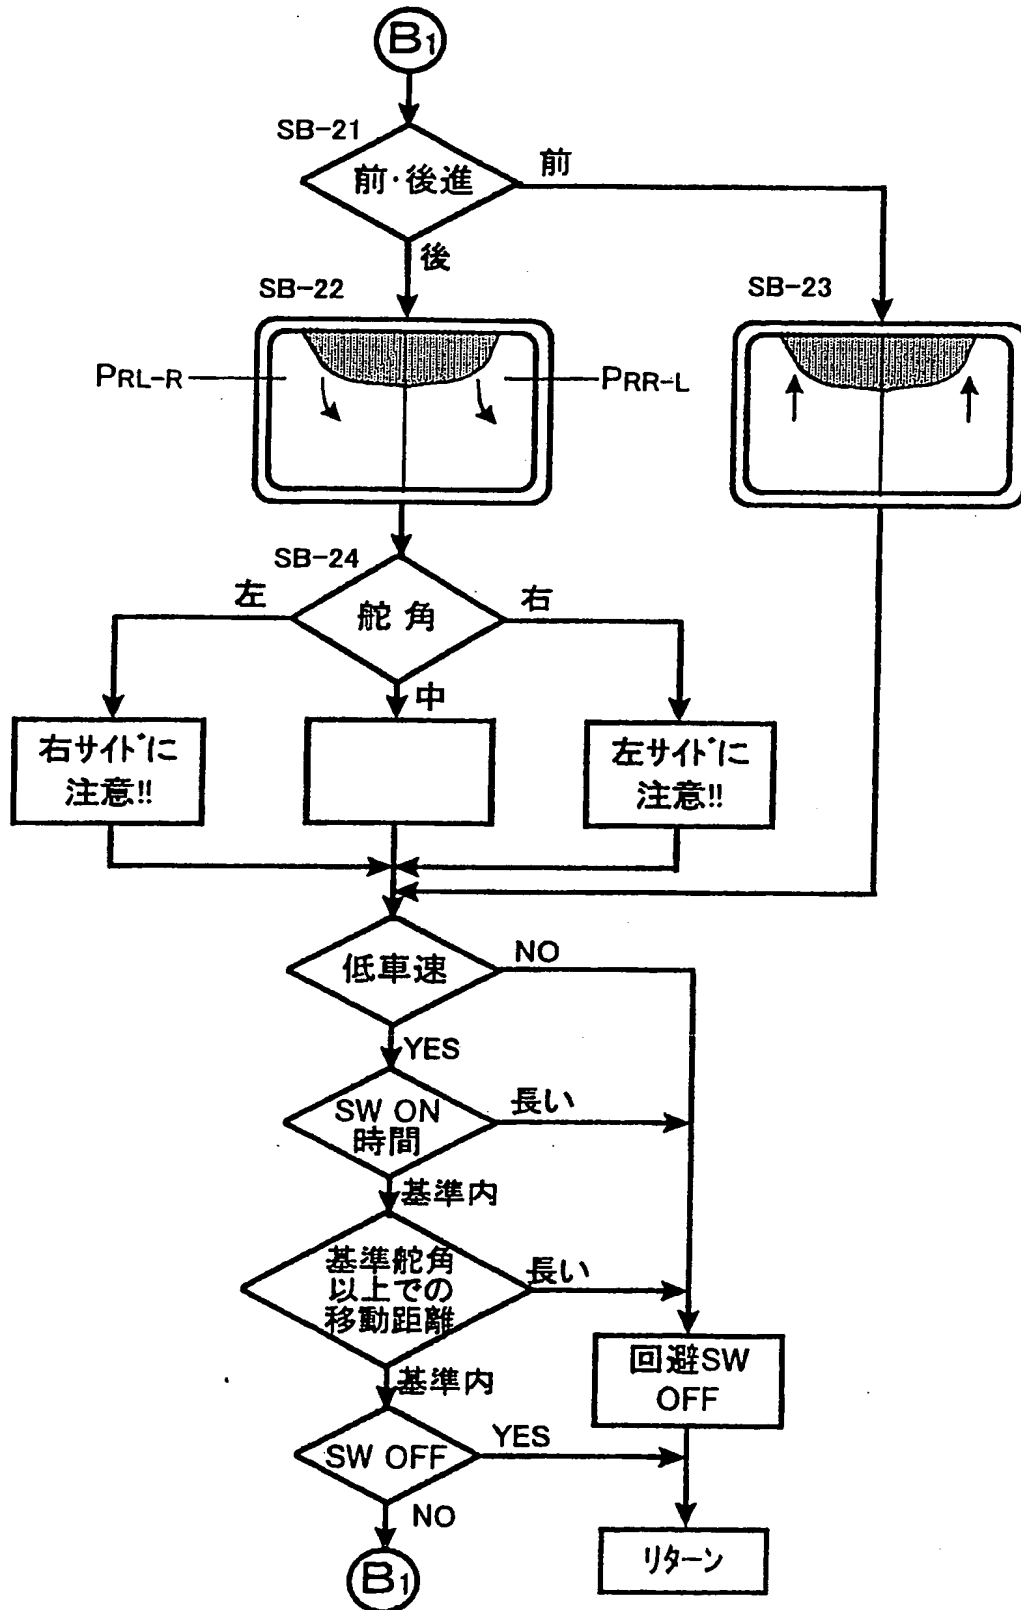 B1
SB-21
前・後進
前
後
SB-22
SB-23
PRL-R
PRR-L
SB-24
左
舵角
右
中
右サイドに
注意!!
左サイドに
注意!!
低車速
NO
YES
SW ON
時間
長い
基準内
基準舵角
以上での
移動距離
長い
基準内
回避SW
OFF
SW OFF
YES
NO
リターン
B1